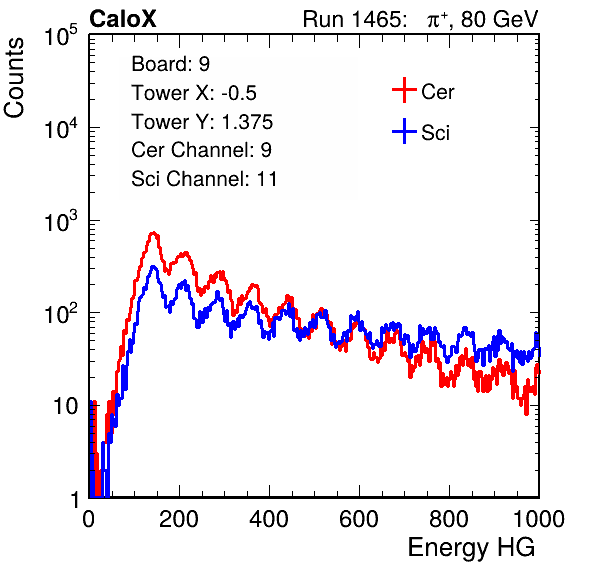 CaloX Run 1465: π⁺, 80 GeV
Counts
10⁵
10⁴
10³
10²
10
1
Board: 9
Tower X: -0.5
Tower Y: 1.375
Cer Channel: 9
Sci Channel: 11
Cer
Sci
0 200 400 600 800 1000
Energy HG